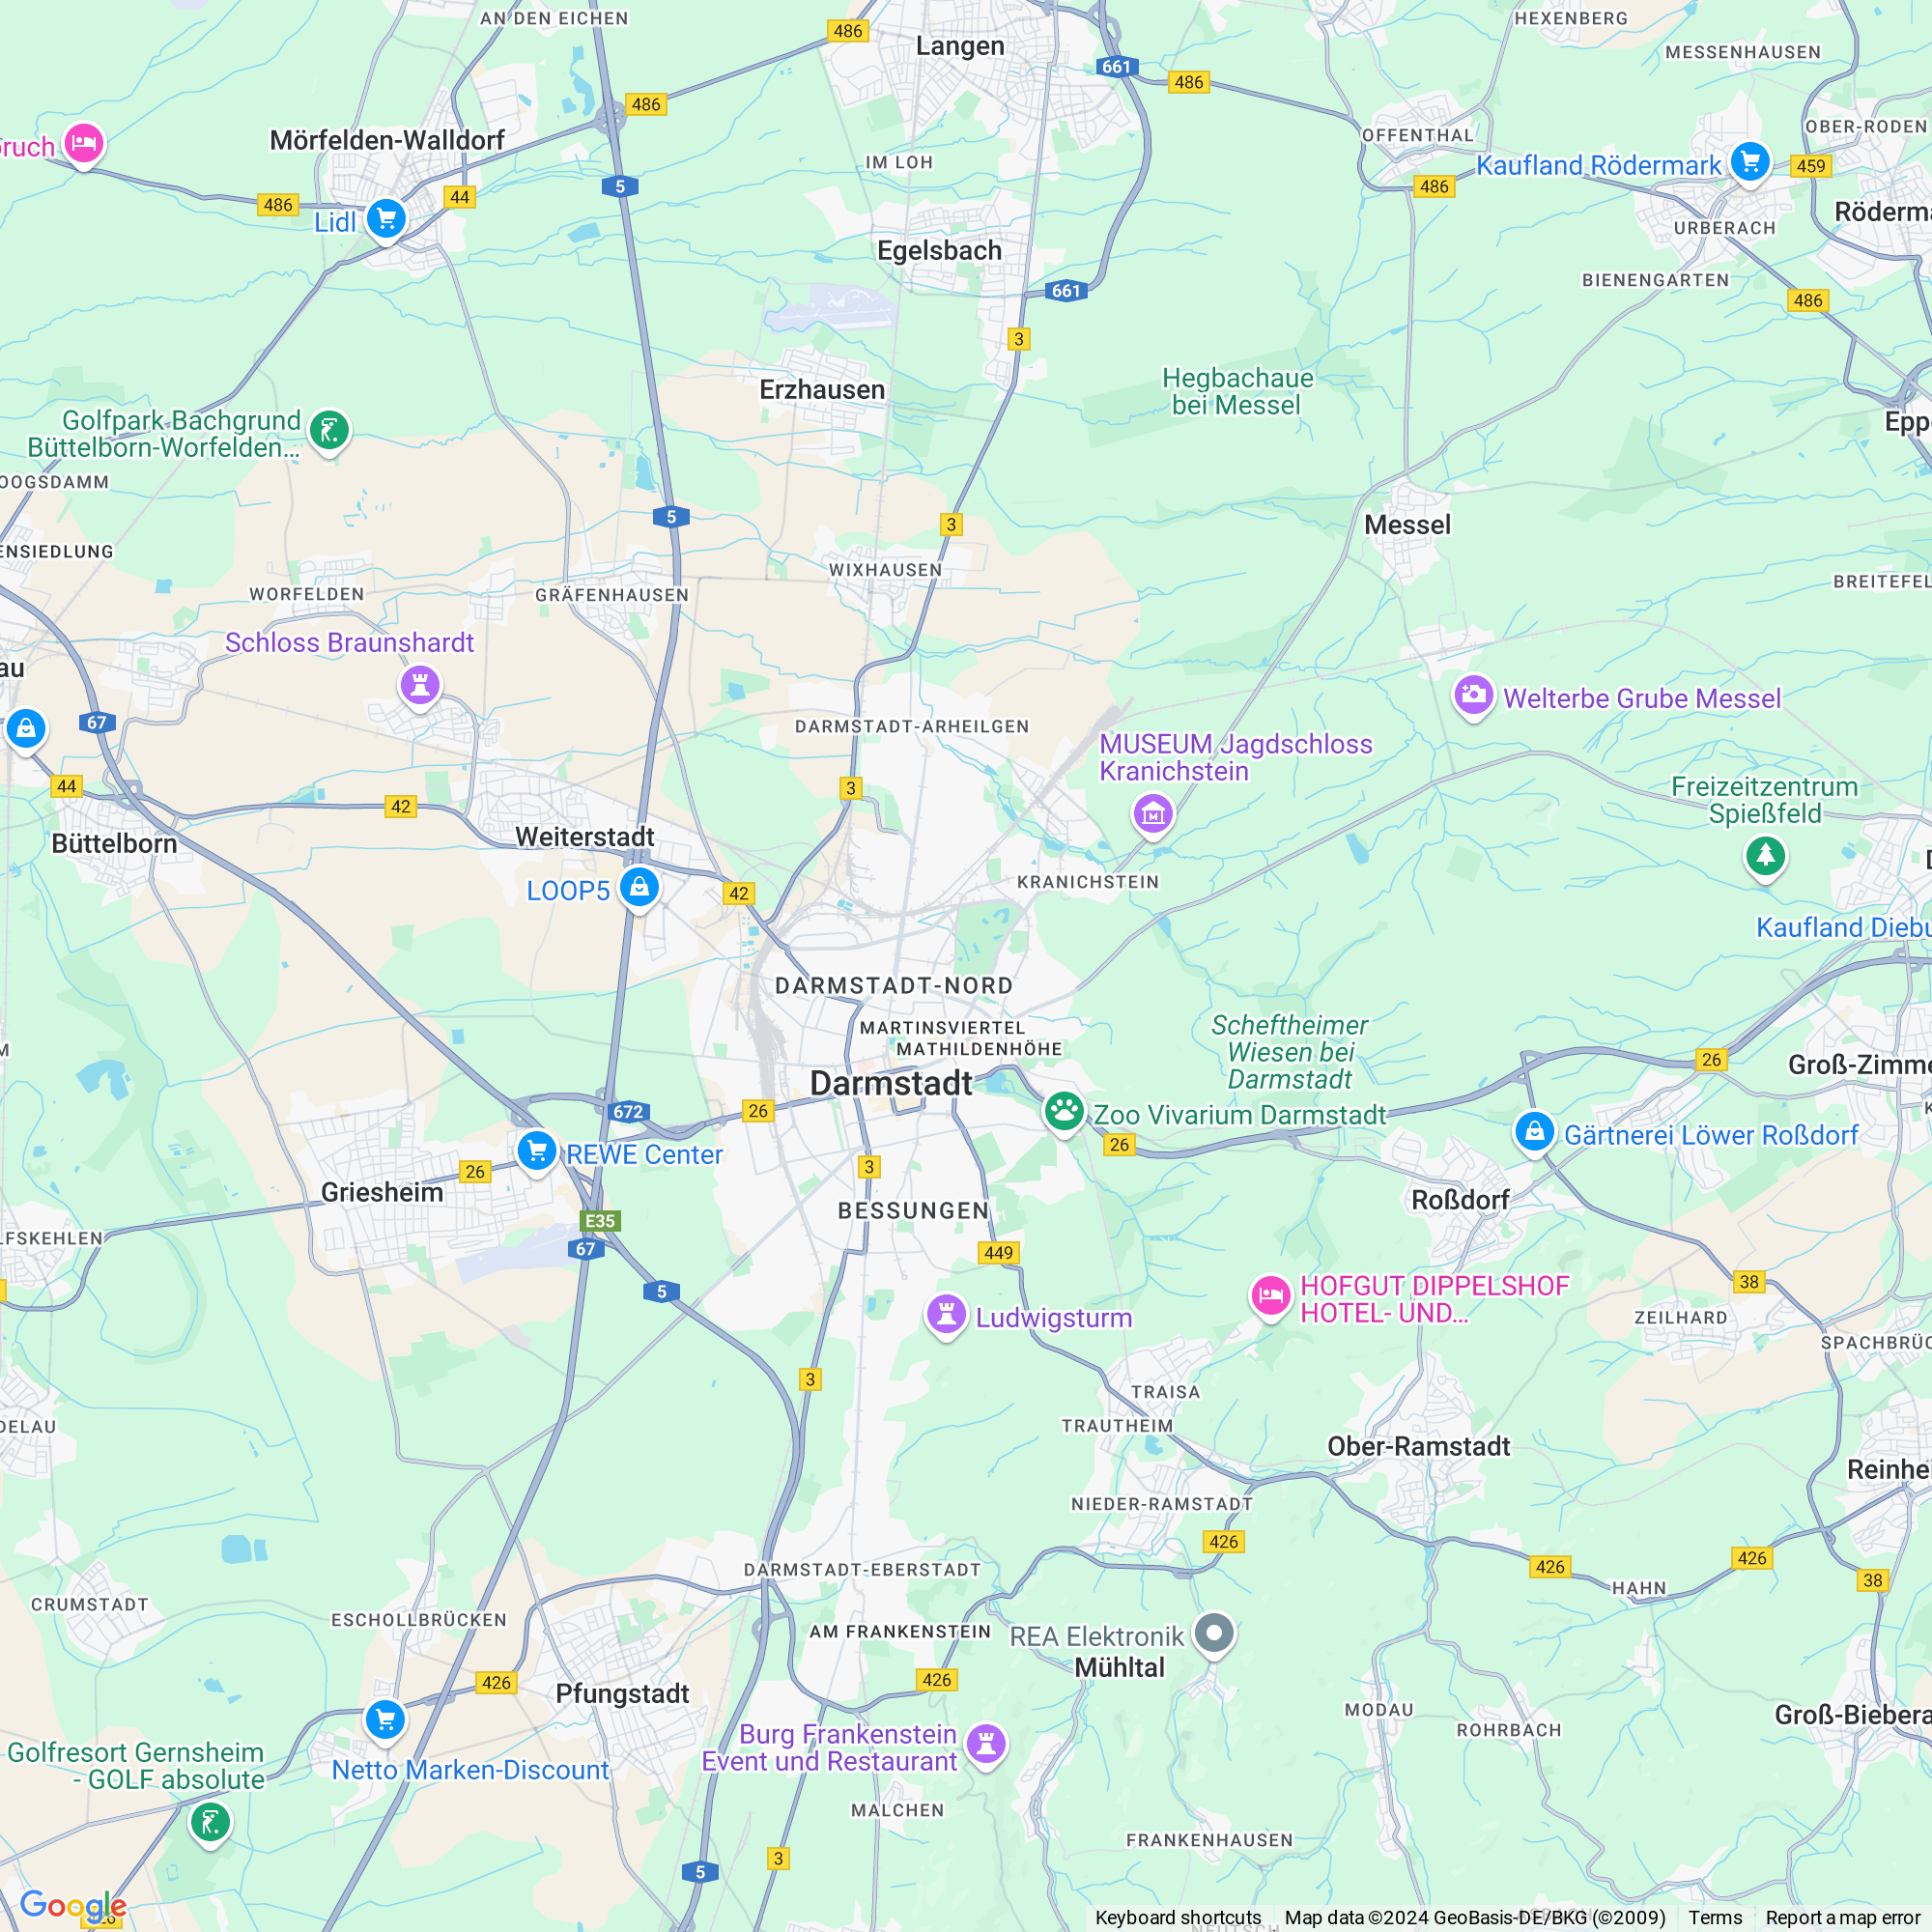 AN DEN EICHEN
486
Langen
HEXENBERG
MESSENHAUSEN
661
486
486
OFFENTHAL
OBER-RODEN
Mörfelden-Walldorf
IM LOH
Kaufland Rödermark
459
486
5
44
486
Lidl
URBERACH
Egelsbach
BIENENGARTEN
661
486
3
Hegbachaue
bei Messel
Erzhausen
Golfpark Bachgrund
Büttelborn-Worfelden...
5
3
Messel
WIXHAUSEN
WORFELDEN
GRÄFENHAUSEN
Schloss Braunshardt
67
Welterbe Grube Messel
DARMSTADT-ARHEILGEN
MUSEUM Jagdschloss
Kranichstein
44
3
42
Freizeitzentrum
Spießfeld
Büttelborn
Weiterstadt
LOOP5
42
KRANICHSTEIN
DARMSTADT-NORD
MARTINSVIERTEL
MATHILDENHÖHE
Scheftheimer
Wiesen bei
Darmstadt
26
Darmstadt
672
26
Zoo Vivarium Darmstadt
26
Gärtnerei Löwer Roßdorf
REWE Center
26
3
Griesheim
Roßdorf
BESSUNGEN
E35
67
449
5
38
HOFGUT DIPPELSHOF
HOTEL- UND...
Ludwigsturm
ZEILHARD
3
TRAISA
TRAUTHEIM
Ober-Ramstadt
NIEDER-RAMSTADT
426
DARMSTADT-EBERSTADT
426
426
38
HAHN
CRUMSTADT
ESCHOLLBRÜCKEN
AM FRANKENSTEIN
REA Elektronik
Mühltal
426
426
Pfungstadt
MODAU
ROHRBACH
Burg Frankenstein
Event und Restaurant
Golfresort Gernsheim
- GOLF absolute
Netto Marken-Discount
MALCHEN
FRANKENHAUSEN
3
5
Google
Keyboard shortcuts
Map data ©2024 GeoBasis-DE/BKG (©2009)
Terms
Report a map error